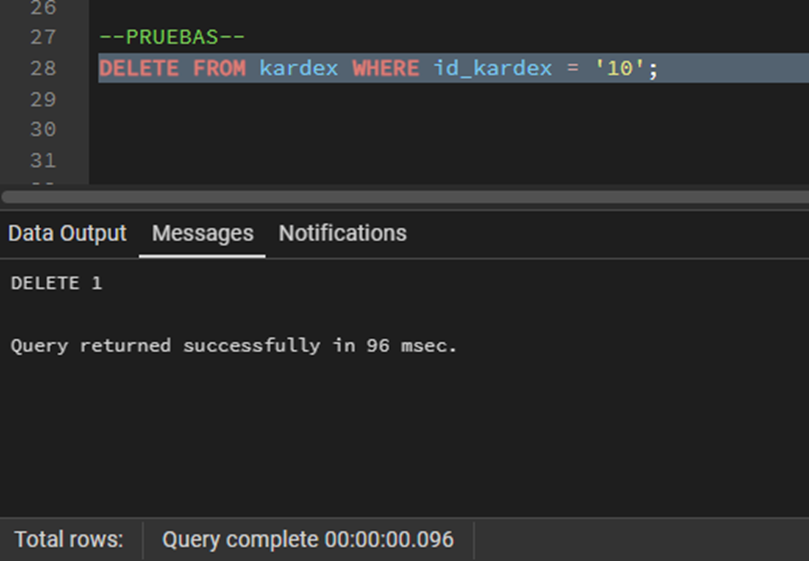 26
27 --PRUEBAS--
28 DELETE FROM kardex WHERE id_kardex = '10';
29
30
31
Data Output Messages Notifications
DELETE 1
Query returned successfully in 96 msec.
Total rows: Query complete 00:00:00.096